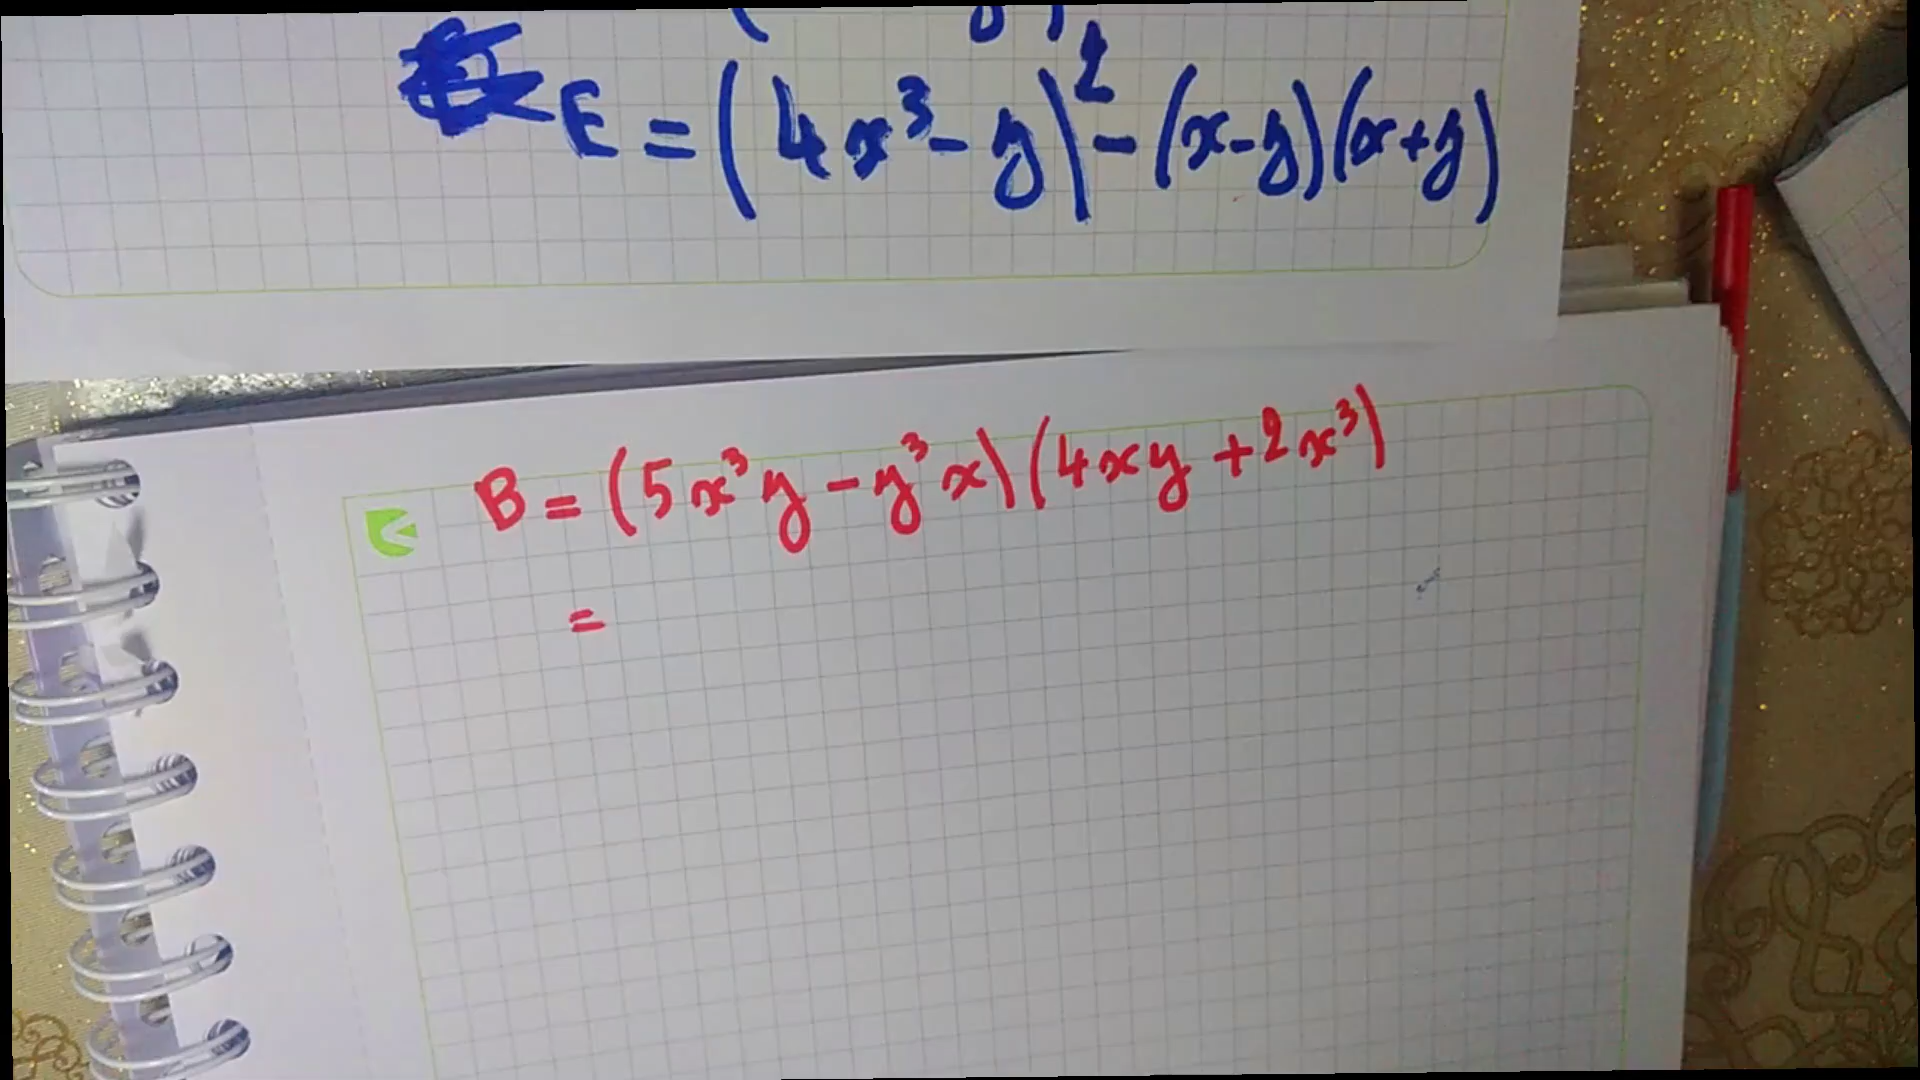 E = (4x³ - y)² - (x-y)(x+y)
B = (5x³y - y³x)(4xy + 2x³)
=